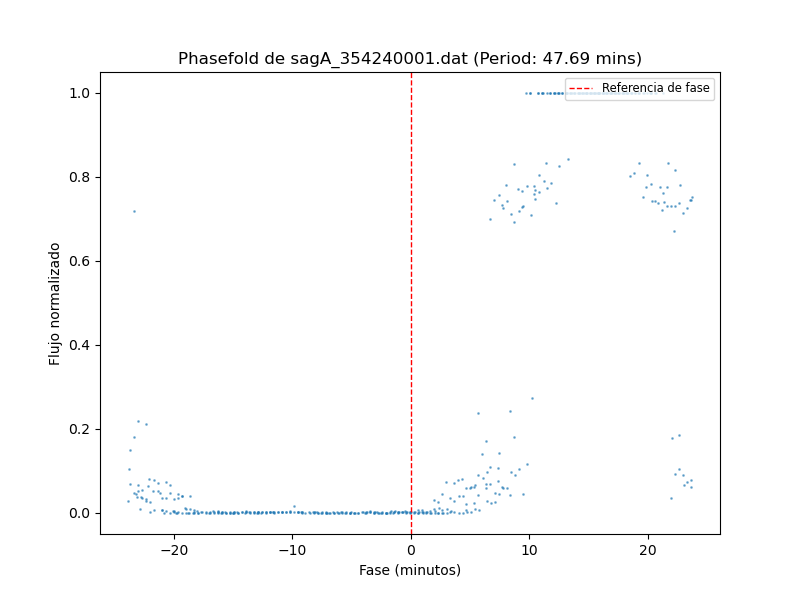 Phasefold de sagA_354240001.dat (Period: 47.69 mins)
Referencia de fase
Flujo normalizado
1.0
0.8
0.6
0.4
0.2
0.0
−20
−10
0
10
20
Fase (minutos)